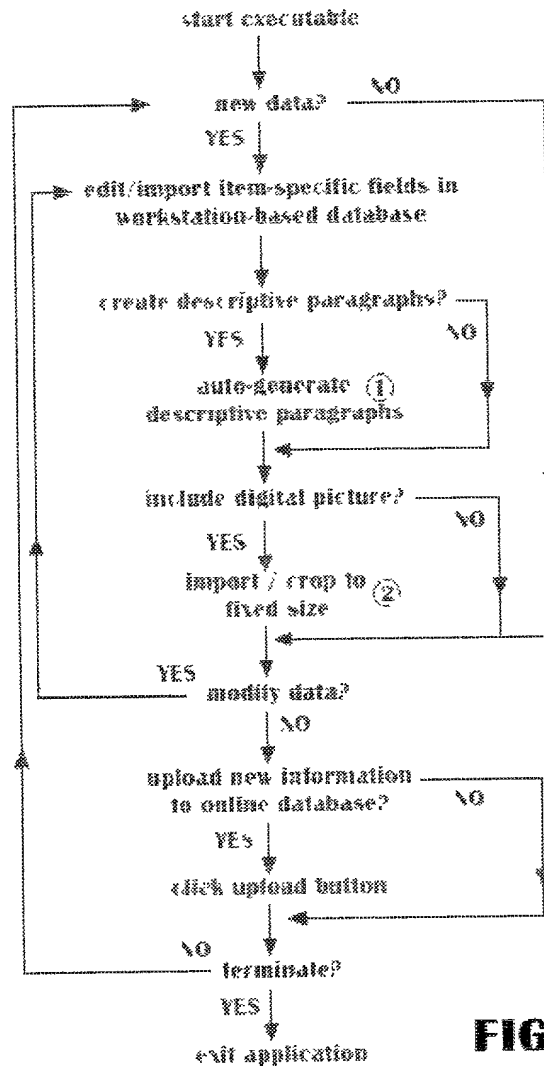 start executable
new data?
NO
YES
edit/import item-specific fields in
workstation-based database
create descriptive paragraphs?
YES
NO
auto-generate ①
descriptive paragraphs
include digital picture?
YES
NO
import / crop to ②
fixed size
YES
modify data?
NO
upload new information
to online database?
NO
YES
click upload button
NO
terminate?
YES
exit application
FIG